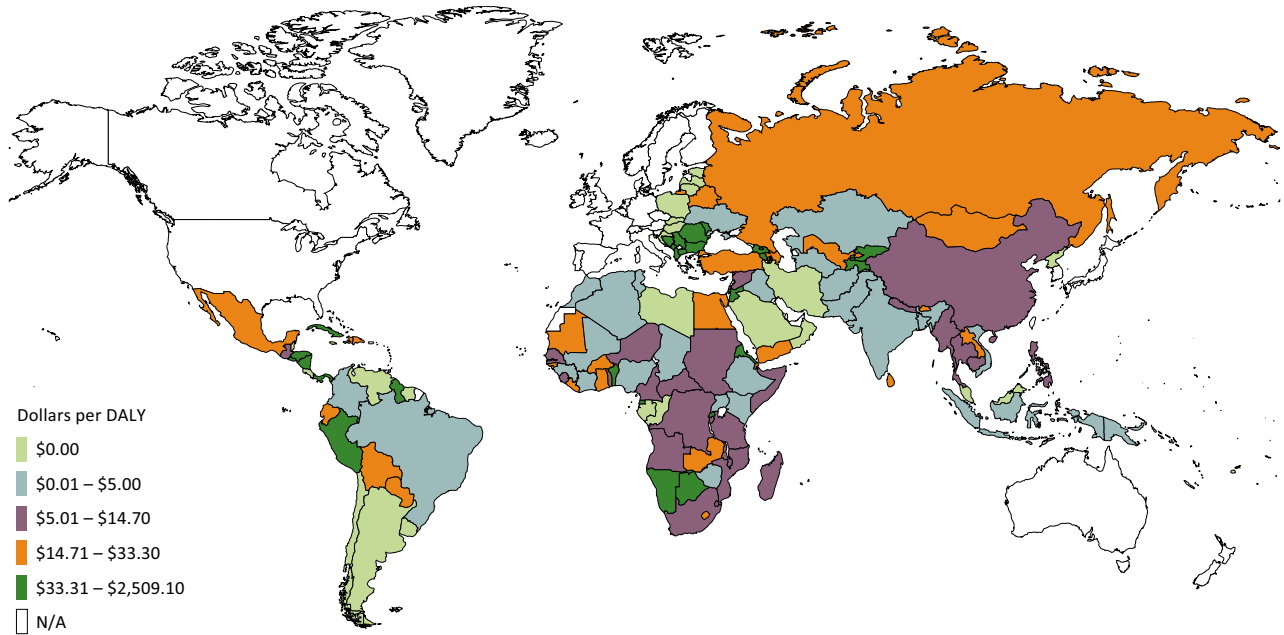 Dollars per DALY
$0.00
$0.01 – $5.00
$5.01 – $14.70
$14.71 – $33.30
$33.31 – $2,509.10
N/A